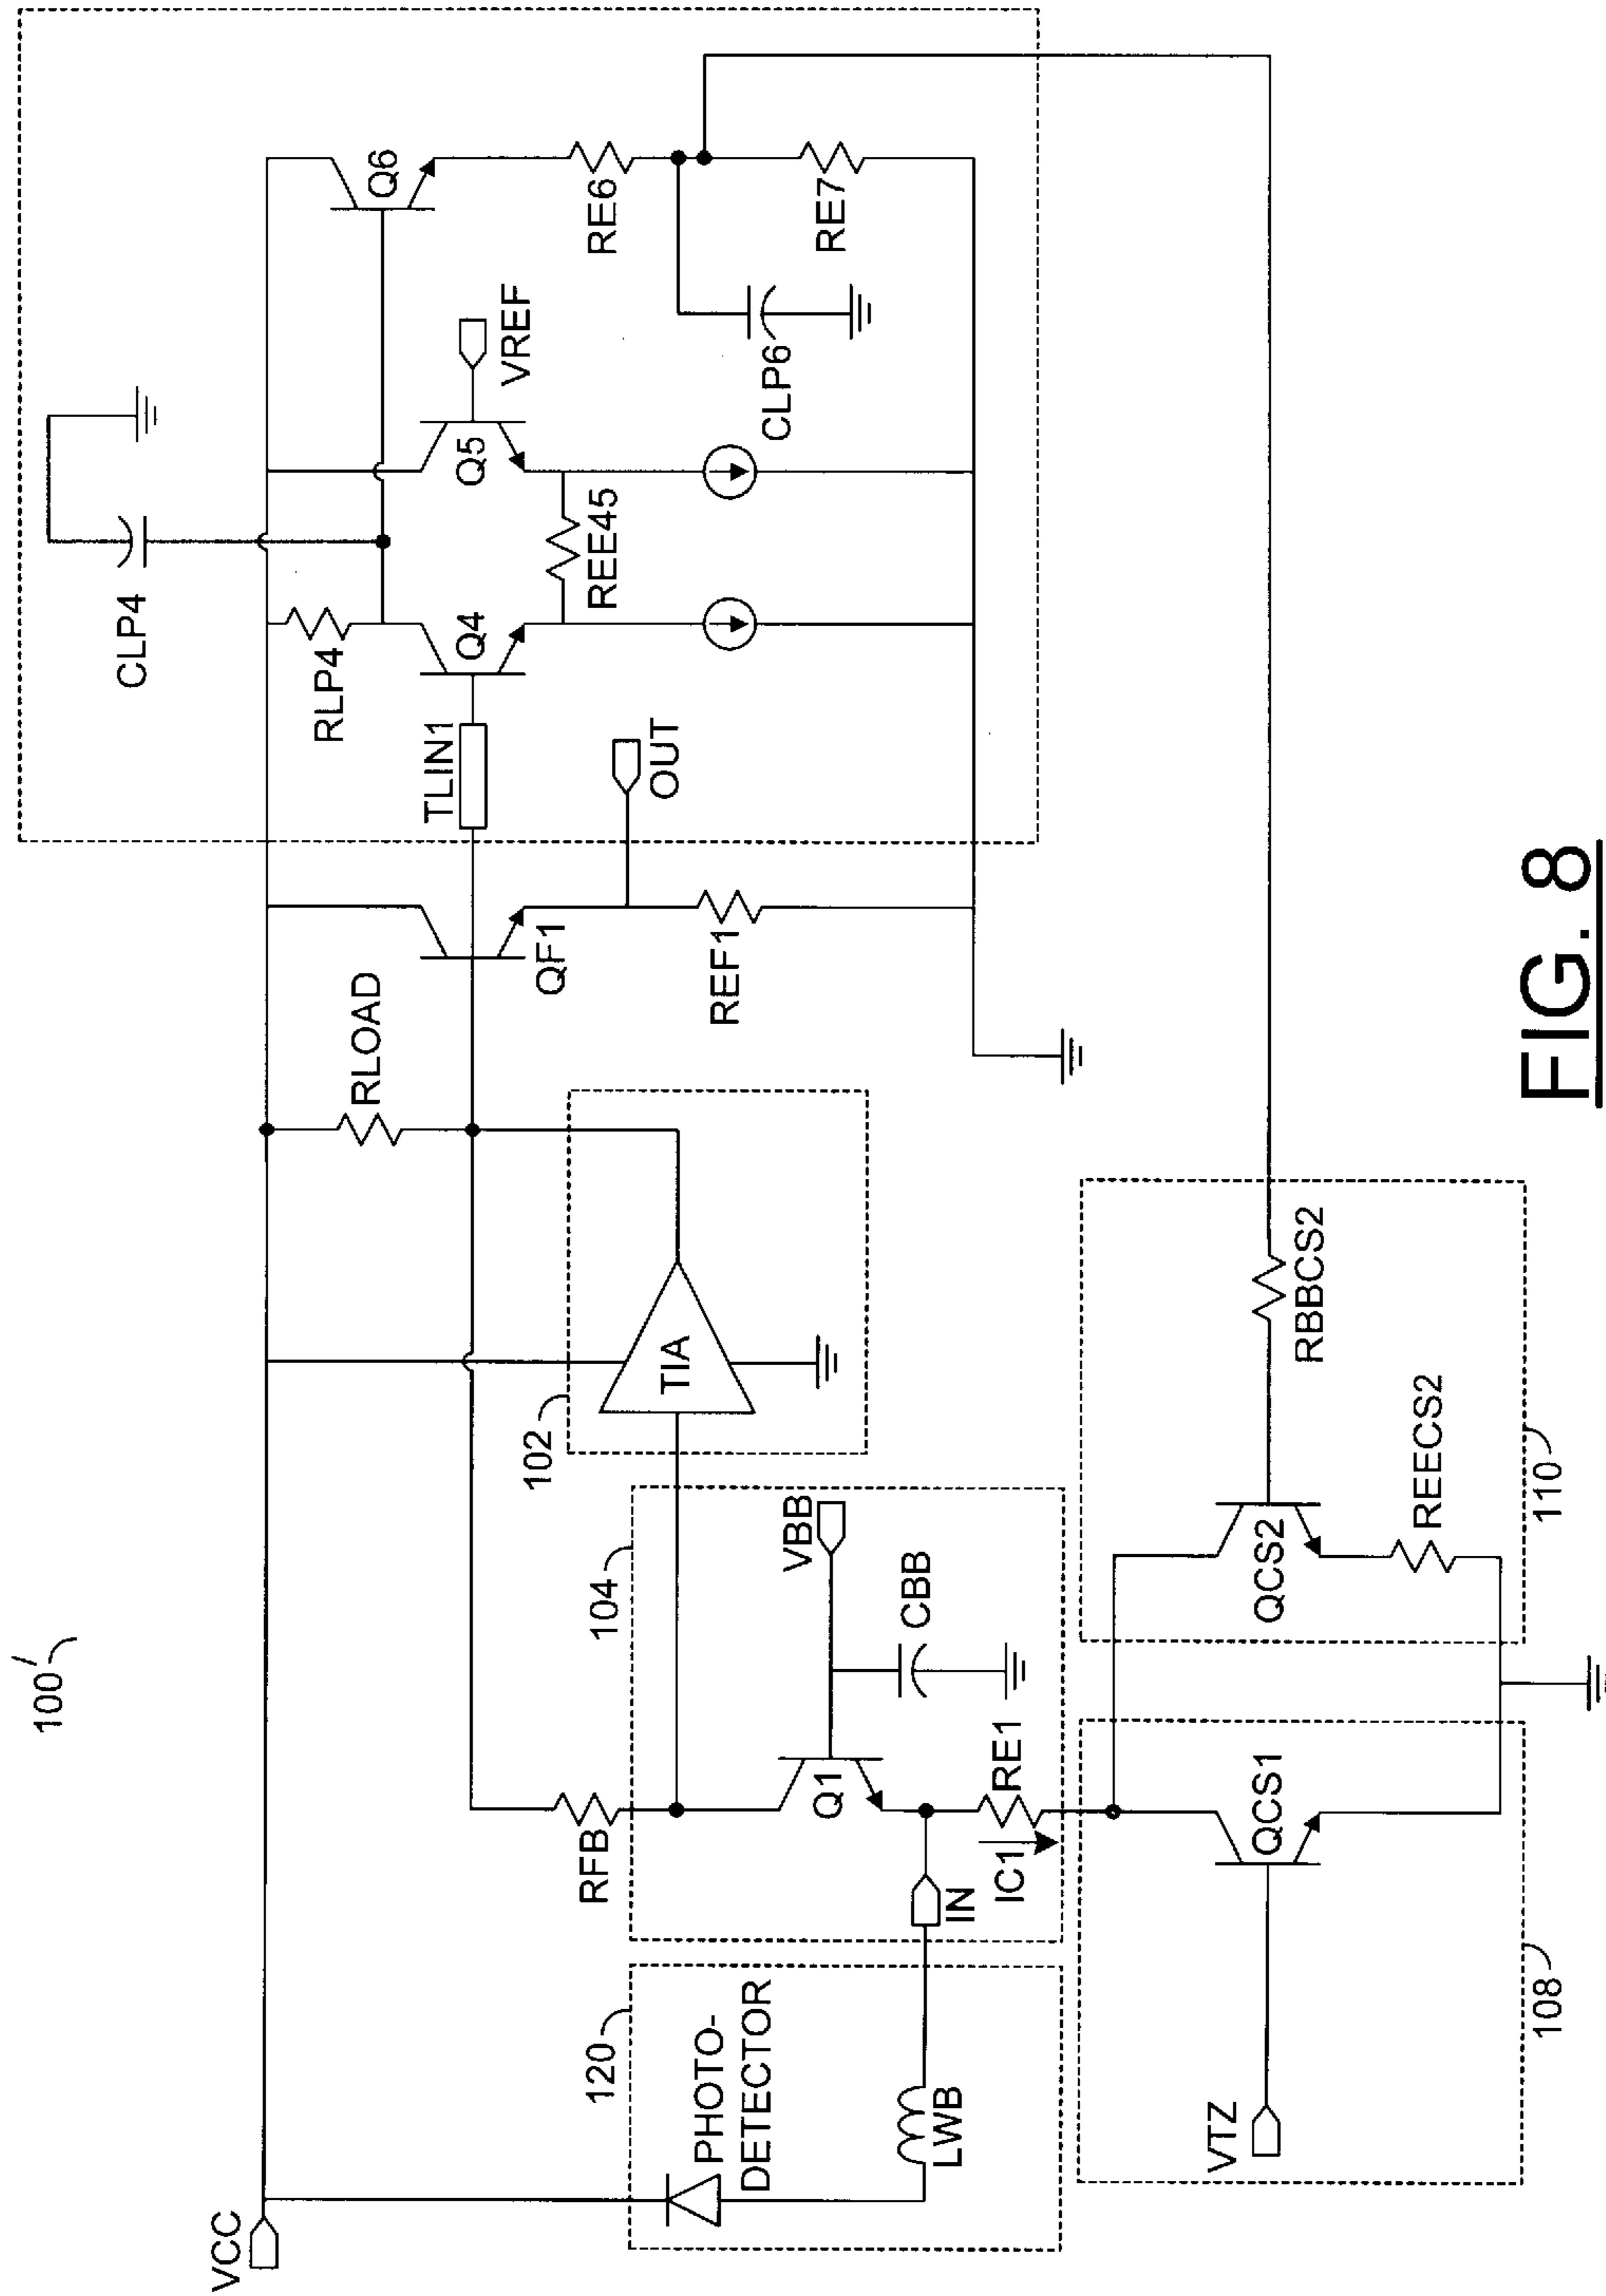 100'
VCC
CLP4
RLP4
Q4
Q5
Q6
VREF
TLIN1
REE45
RE6
CLP6
RE7
RLOAD
QF1
OUT
REF1
102
TIA
RFB
104
VBB
Q1
CBB
120
PHOTO-
DETECTOR
LWB
IN
RE1
IC1
VTZ
QCS1
108
QCS2
RBBCS2
REECS2
110
FIG. 8